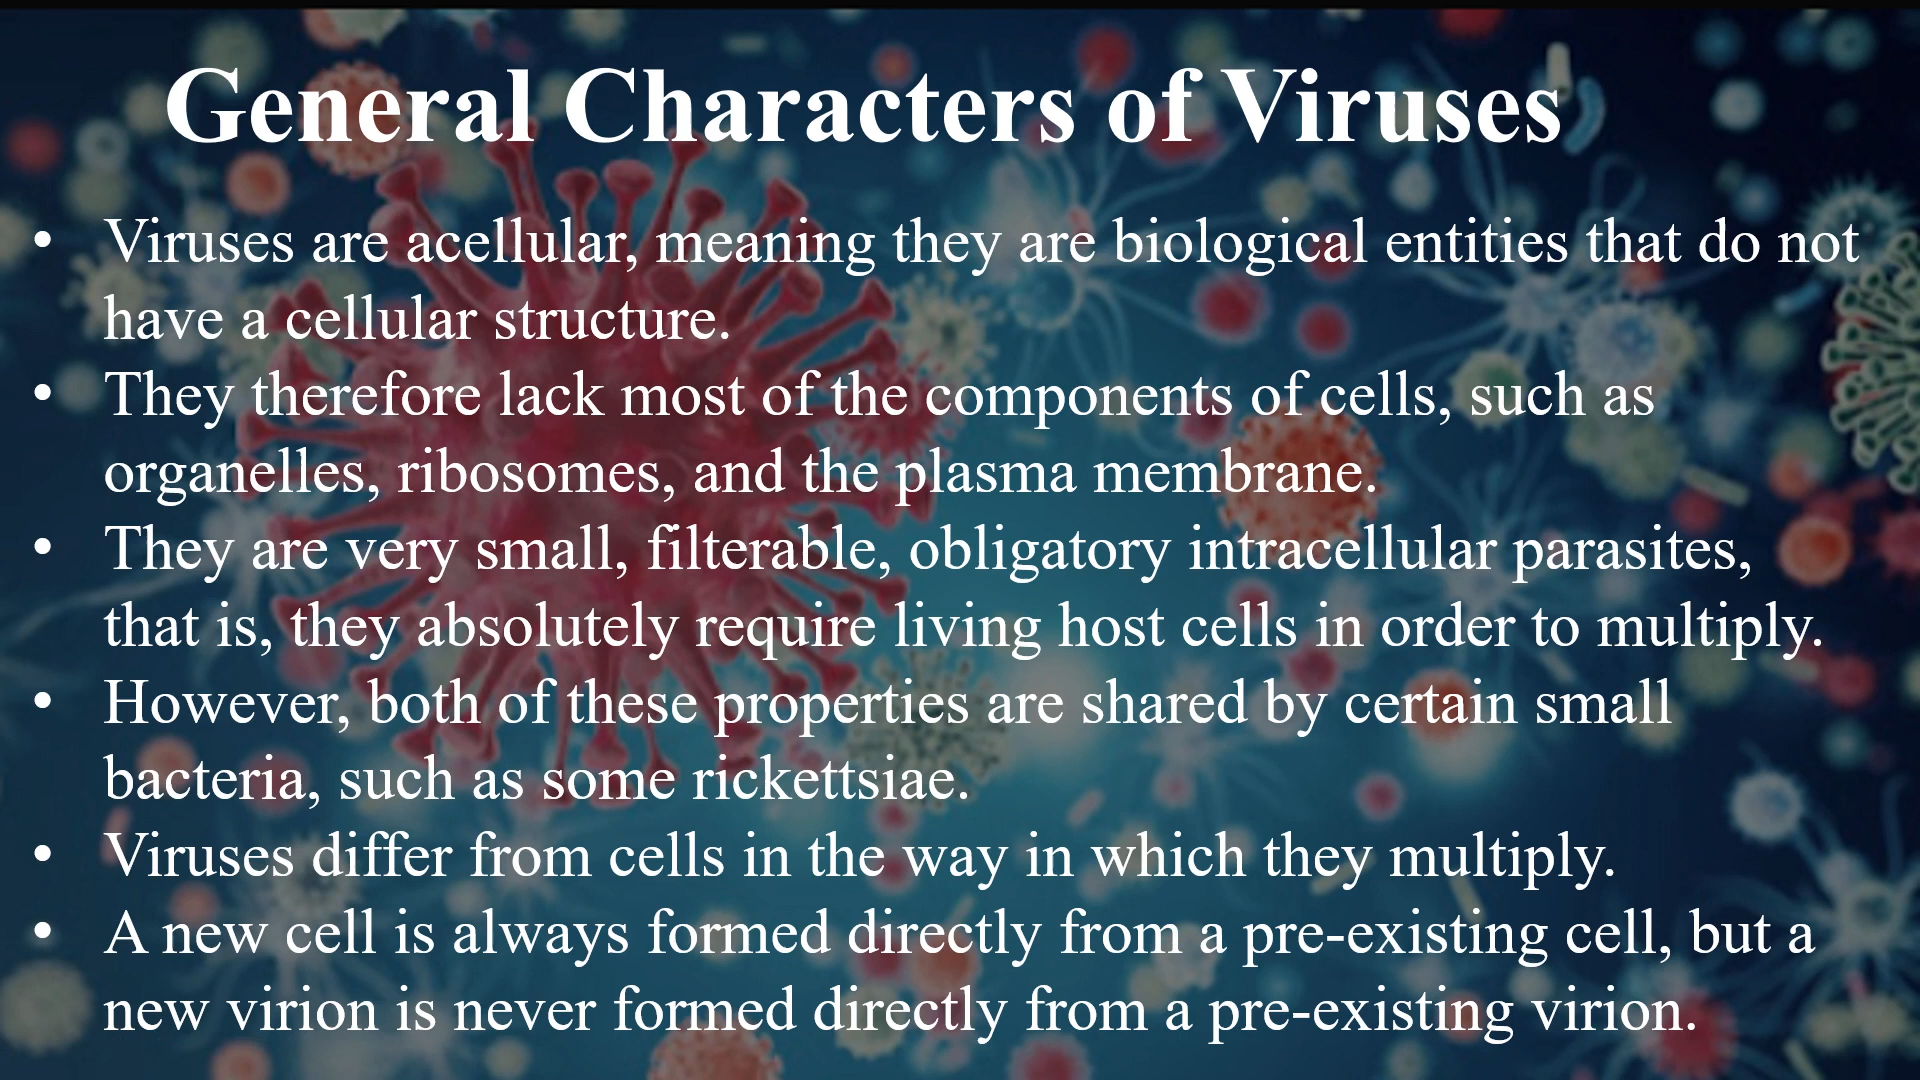 General Characters of Viruses
• Viruses are acellular, meaning they are biological entities that do not
have a cellular structure.
• They therefore lack most of the components of cells, such as
organelles, ribosomes, and the plasma membrane.
• They are very small, filterable, obligatory intracellular parasites,
that is, they absolutely require living host cells in order to multiply.
• However, both of these properties are shared by certain small
bacteria, such as some rickettsiae.
• Viruses differ from cells in the way in which they multiply.
• A new cell is always formed directly from a pre-existing cell, but a
new virion is never formed directly from a pre-existing virion.